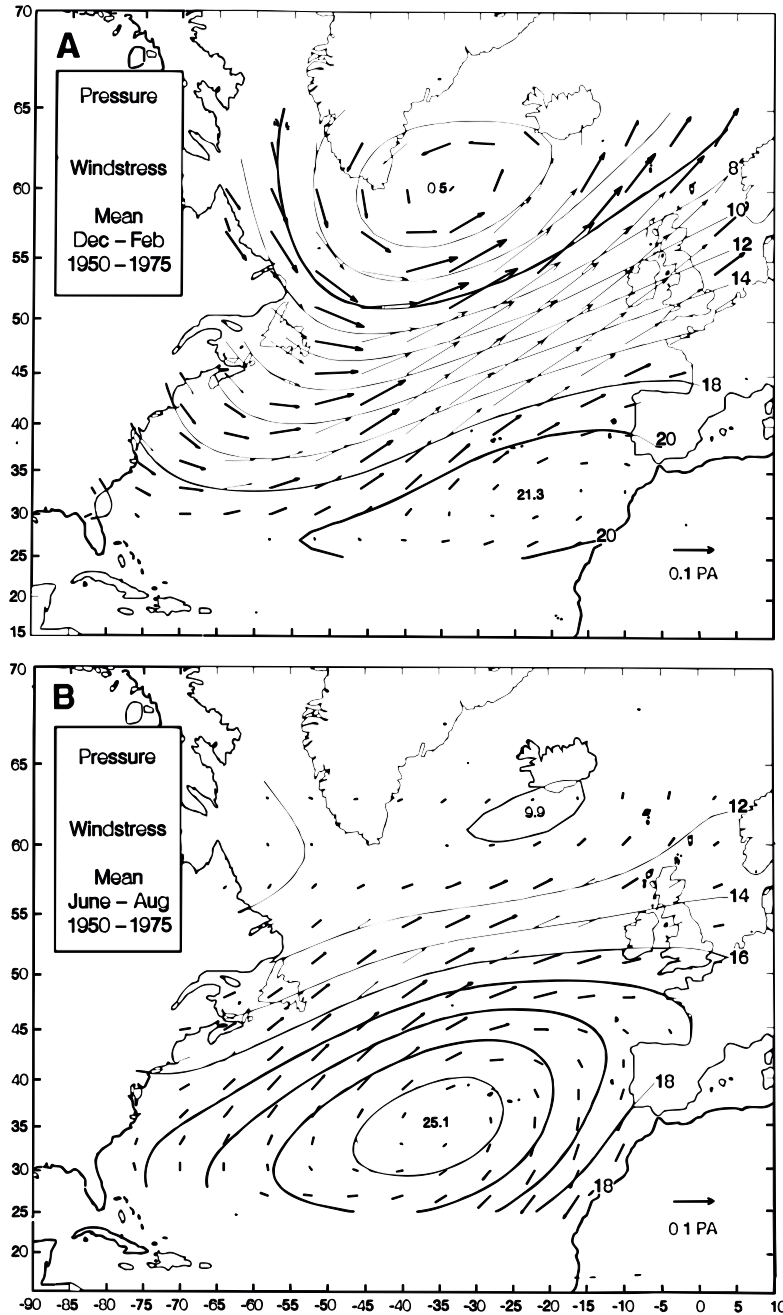 70
A
Pressure
Windstress
Mean
Dec – Feb
1950 – 1975
65
60
55
50
45
40
35
30
25
20
15
0 5
8
10
12
14
18
20
21.3
20
0.1 PA
70
B
Pressure
Windstress
Mean
June – Aug
1950 – 1975
65
60
55
50
45
40
35
30
25
20
9.9
12
14
16
18
25.1
18
0 1 PA
-90 -85 -80 -75 -70 -65 -60 -55 -50 -45 -40 -35 -30 -25 -20 -15 -10 -5 0 5 10